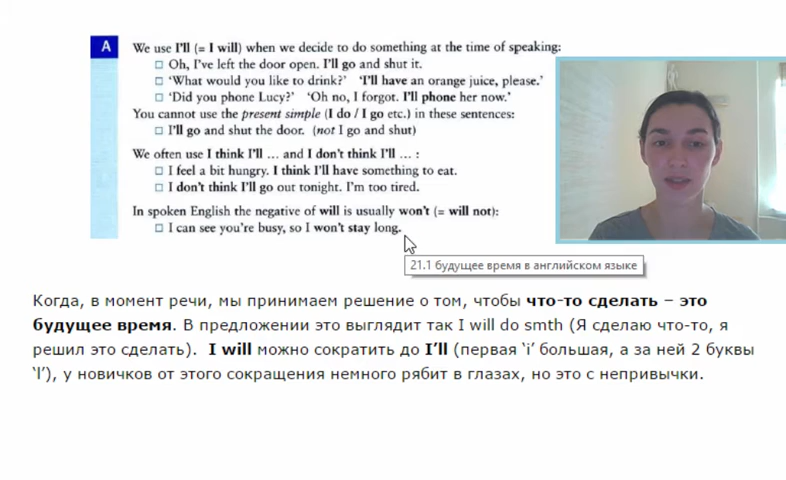 A
We use I'll (= I will) when we decide to do something at the time of speaking:
Oh, I've left the door open. I'll go and shut it.
‘What would you like to drink?’ ‘I'll have an orange juice, please.’
‘Did you phone Lucy?’ ‘Oh no, I forgot. I'll phone her now.’
You cannot use the present simple (I do / I go etc.) in these sentences:
I'll go and shut the door. (not I go and shut)
We often use I think I'll ... and I don't think I'll ... :
I feel a bit hungry. I think I'll have something to eat.
I don't think I'll go out tonight. I'm too tired.
In spoken English the negative of will is usually won't (= will not):
I can see you're busy, so I won't stay long.
21.1 будущее время в английском языке
Когда, в момент речи, мы принимаем решение о том, чтобы что-то сделать – это
будущее время. В предложении это выглядит так I will do smth (Я сделаю что-то, я
решил это сделать). I will можно сократить до I’ll (первая ‘i’ большая, а за ней 2 буквы
‘l’), у новичков от этого сокращения немного рябит в глазах, но это с непривычки.